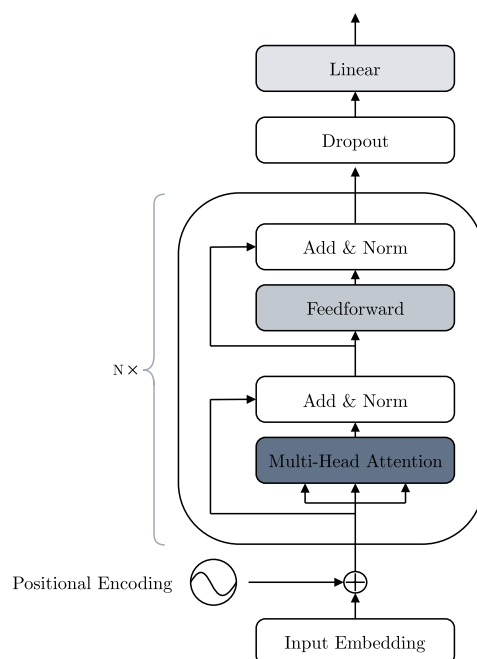 Linear
Dropout
Add & Norm
Feedforward
N×
Add & Norm
Multi-Head Attention
Positional Encoding
Input Embedding